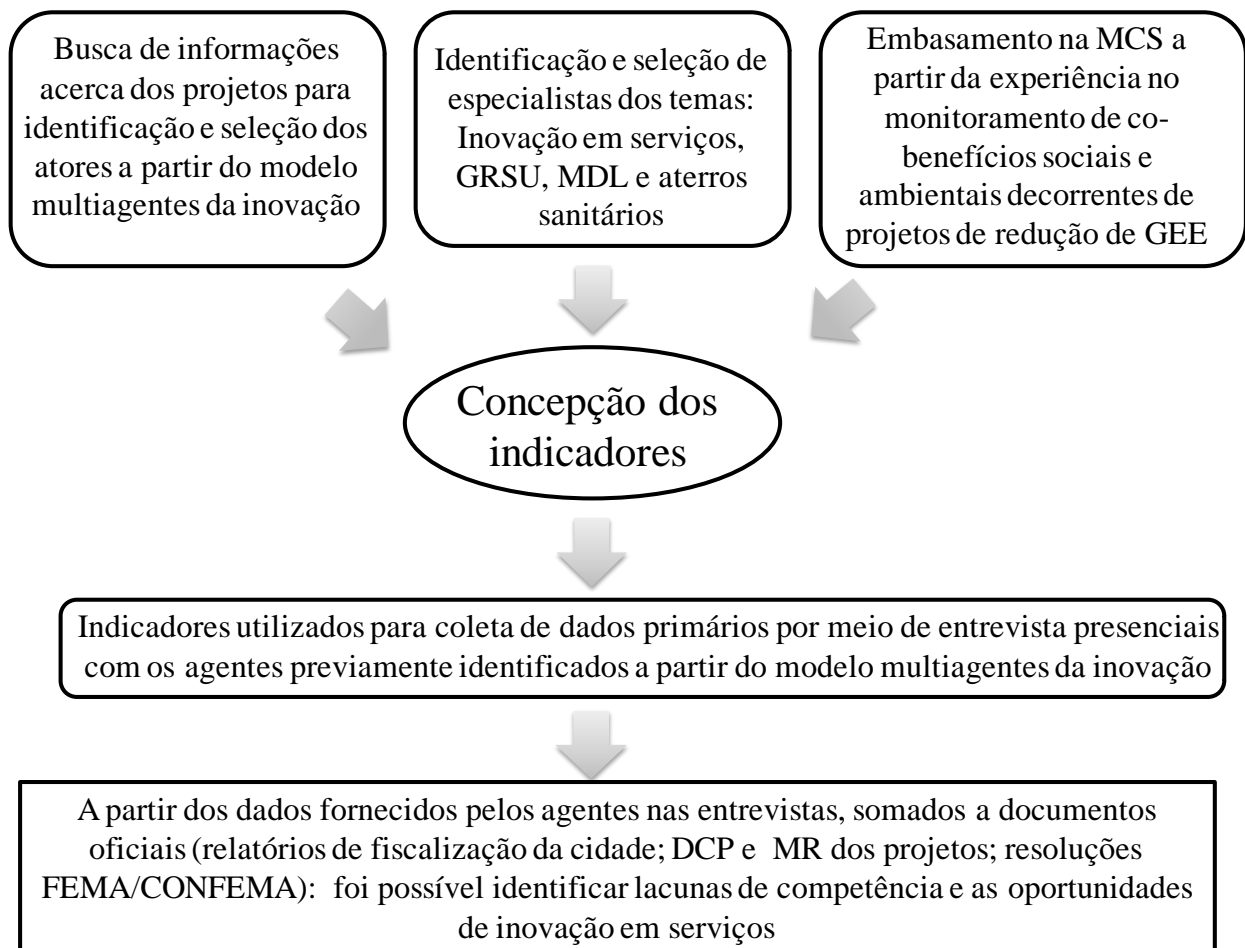 Busca de informações
acerca dos projetos para
identificação e seleção dos
atores a partir do modelo
multiagentes da inovação
Identificação e seleção de
especialistas dos temas:
Inovação em serviços,
GRSU, MDL e aterros
sanitários
Embasamento na MCS a
partir da experiência no
monitoramento de co-
benefícios sociais e
ambientais decorrentes de
projetos de redução de GEE
Concepção dos
indicadores
Indicadores utilizados para coleta de dados primários por meio de entrevista presenciais
com os agentes previamente identificados a partir do modelo multiagentes da inovação
A partir dos dados fornecidos pelos agentes nas entrevistas, somados a documentos
oficiais (relatórios de fiscalização da cidade; DCP e MR dos projetos; resoluções
FEMA/CONFEMA): foi possível identificar lacunas de competência e as oportunidades
de inovação em serviços